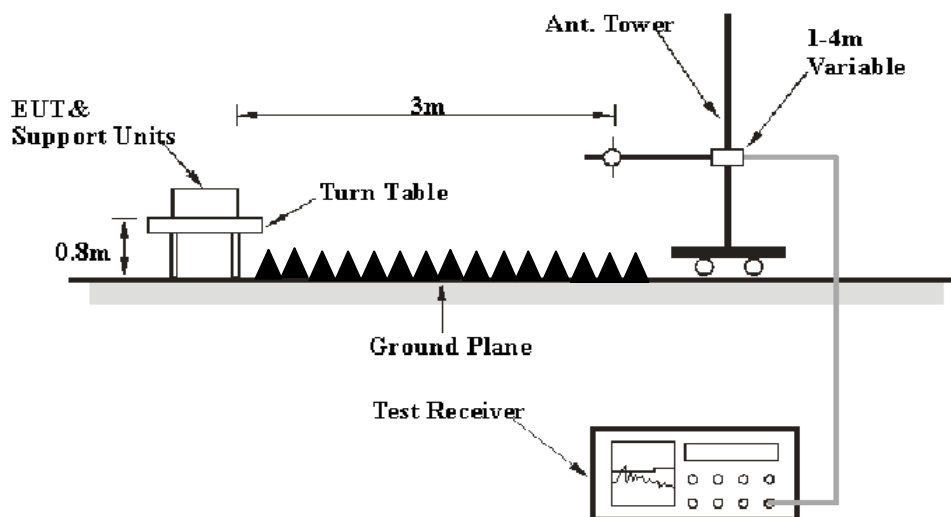 Ant. Tower
1-4m
Variable
EUT &
Support Units
3m
Turn Table
0.8m
Ground Plane
Test Receiver